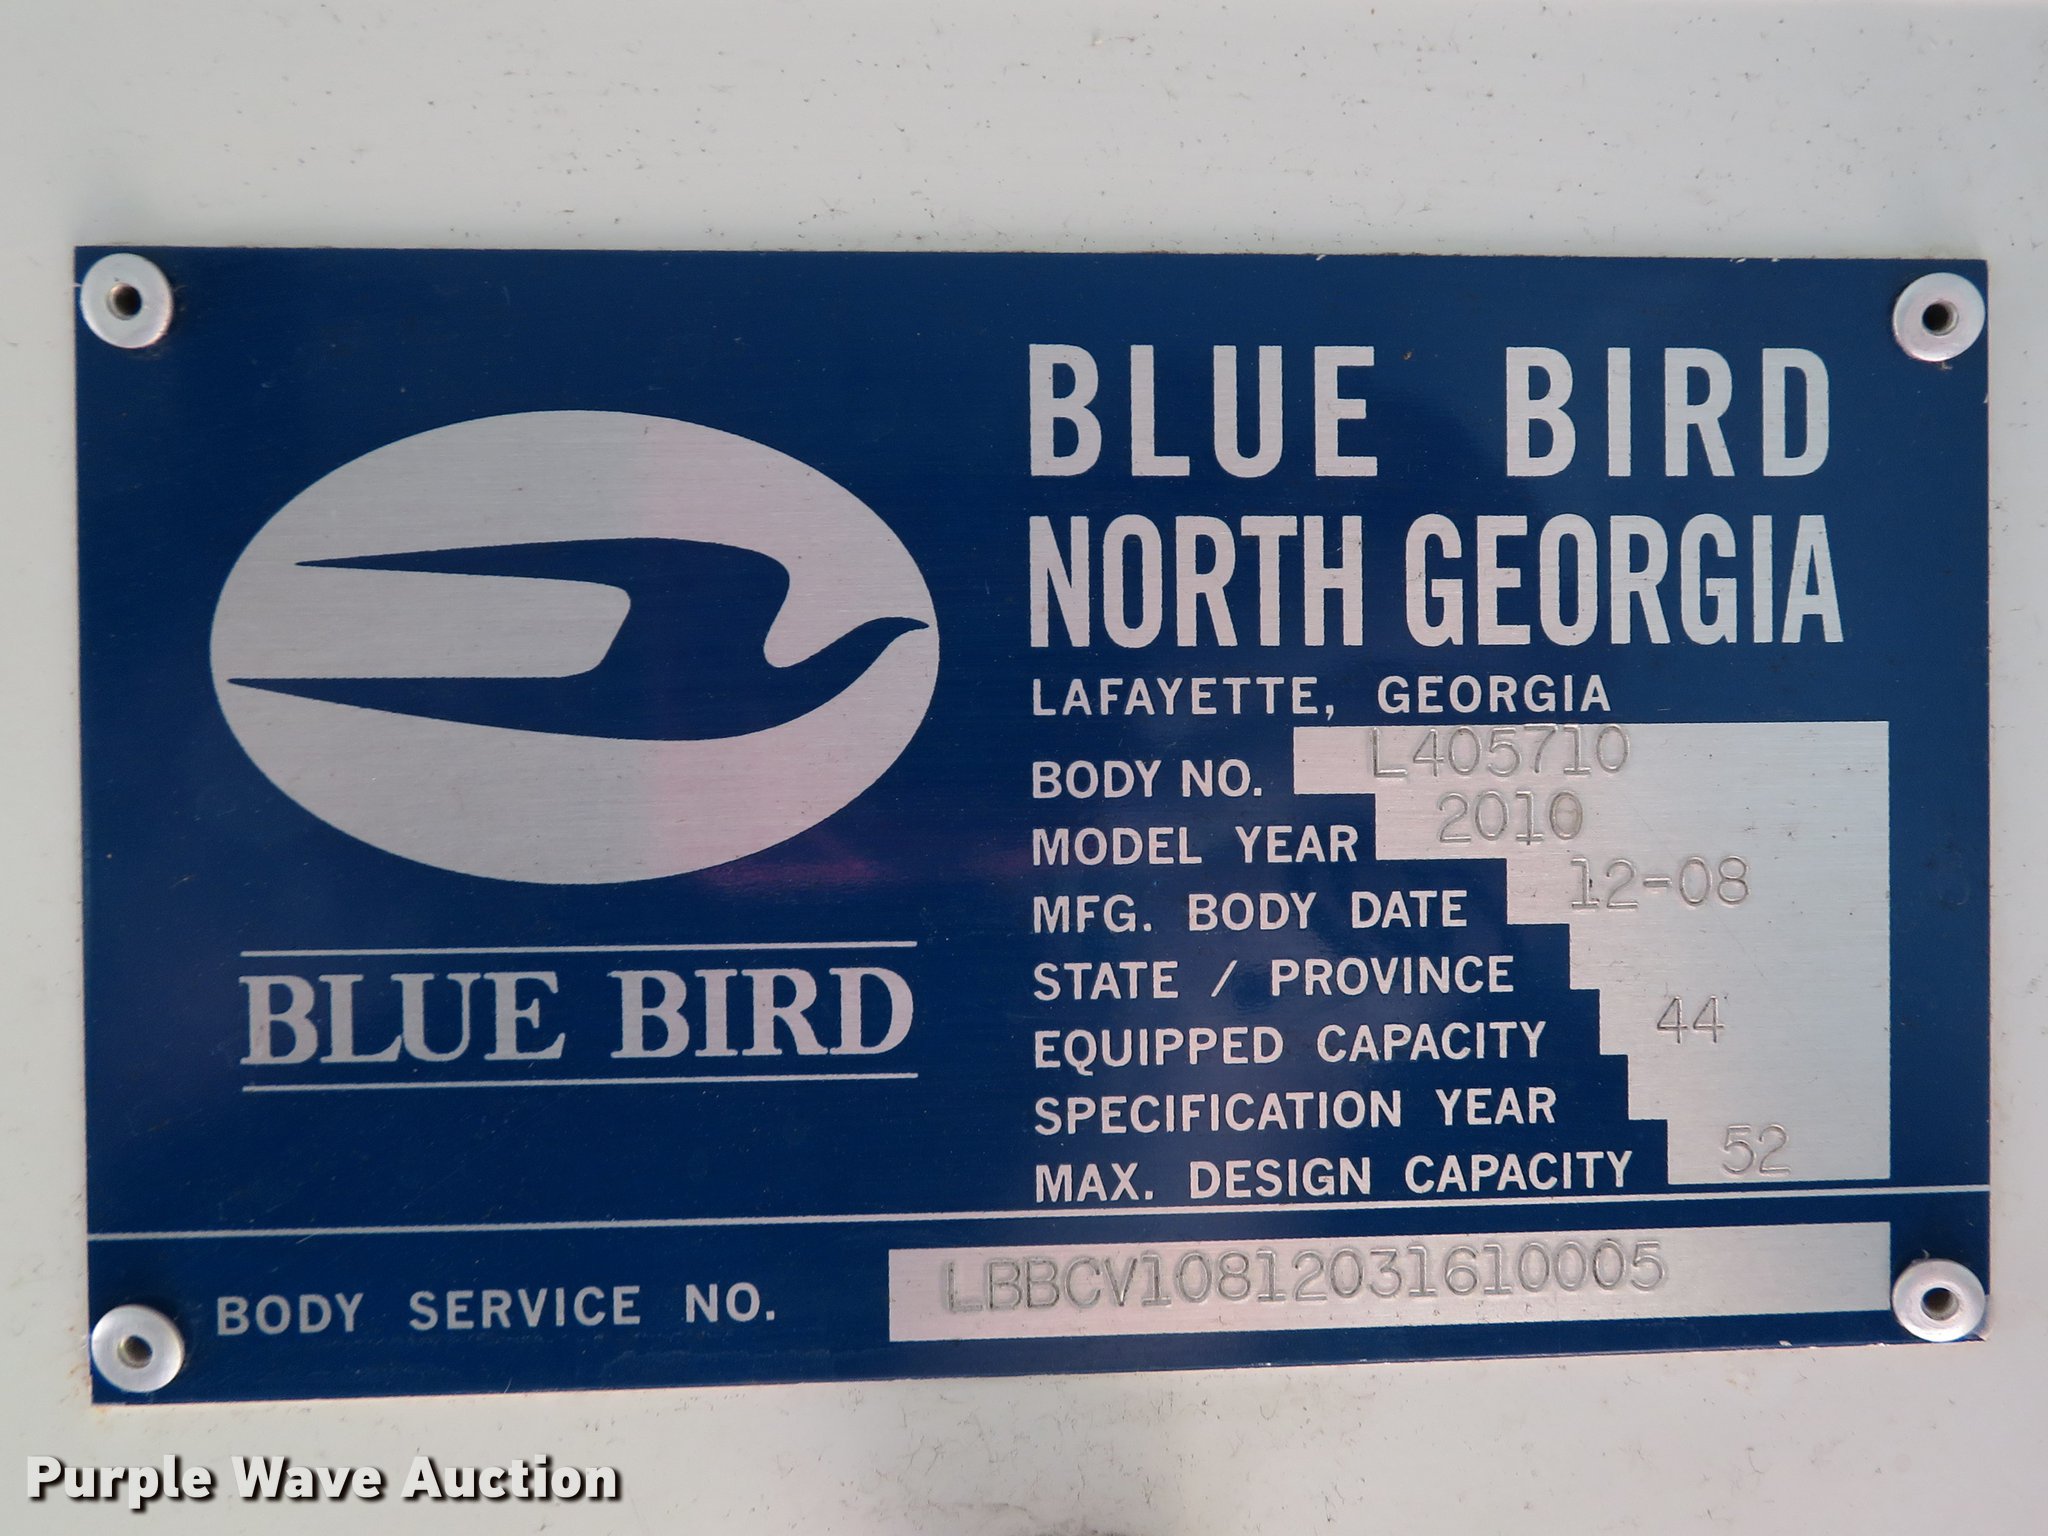 BLUE BIRD
NORTH GEORGIA
LAFAYETTE, GEORGIA
BODY NO. L405710
MODEL YEAR 2010
MFG. BODY DATE 12-08
STATE / PROVINCE
EQUIPPED CAPACITY 44
SPECIFICATION YEAR
MAX. DESIGN CAPACITY 52
BLUE BIRD
BODY SERVICE NO. LBBCV10812031610005
Purple Wave Auction